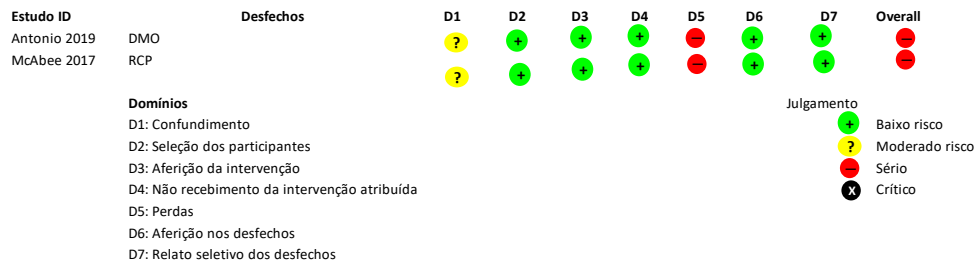 Estudo ID Desfechos D1 D2 D3 D4 D5 D6 D7 Overall
Antonio 2019 DMO ? + + + − + + −
McAbee 2017 RCP ? + + + − + + −
Domínios Julgamento
D1: Confundimento + Baixo risco
D2: Seleção dos participantes ? Moderado risco
D3: Aferição da intervenção − Sério
D4: Não recebimento da intervenção atribuída X Crítico
D5: Perdas
D6: Aferição nos desfechos
D7: Relato seletivo dos desfechos